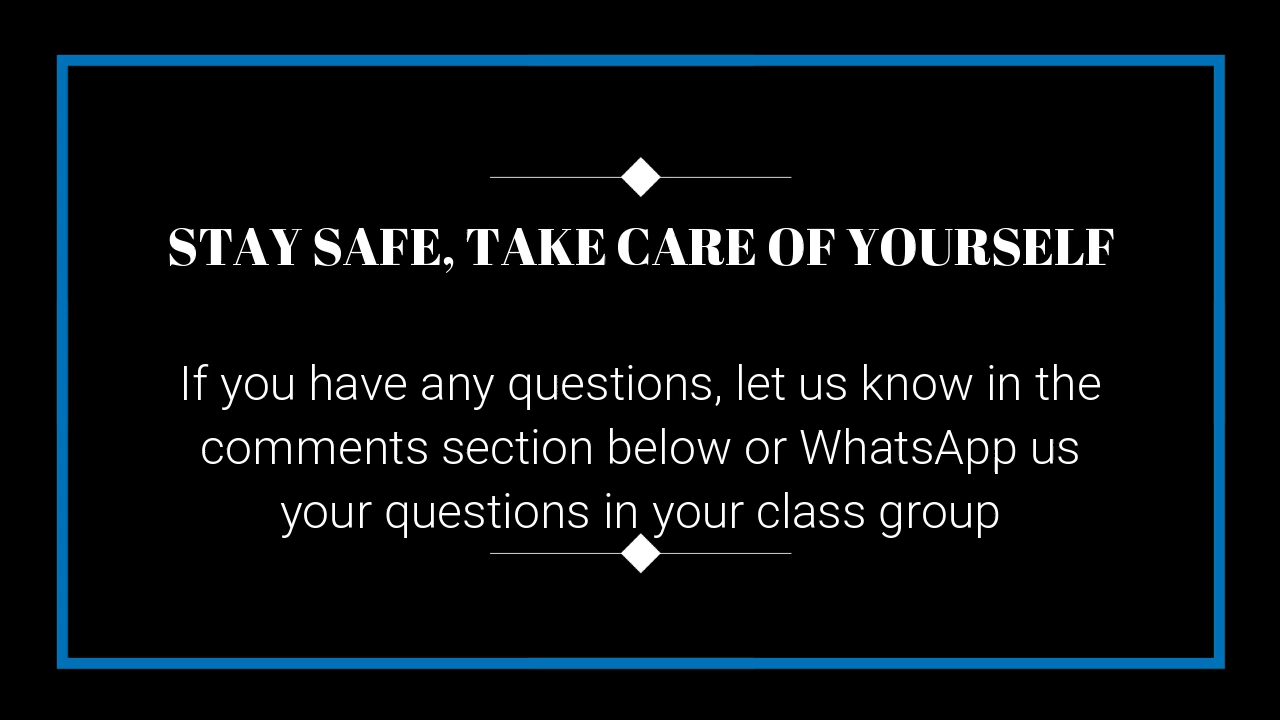 STAY SAFE, TAKE CARE OF YOURSELF
If you have any questions, let us know in the
comments section below or WhatsApp us
your questions in your class group